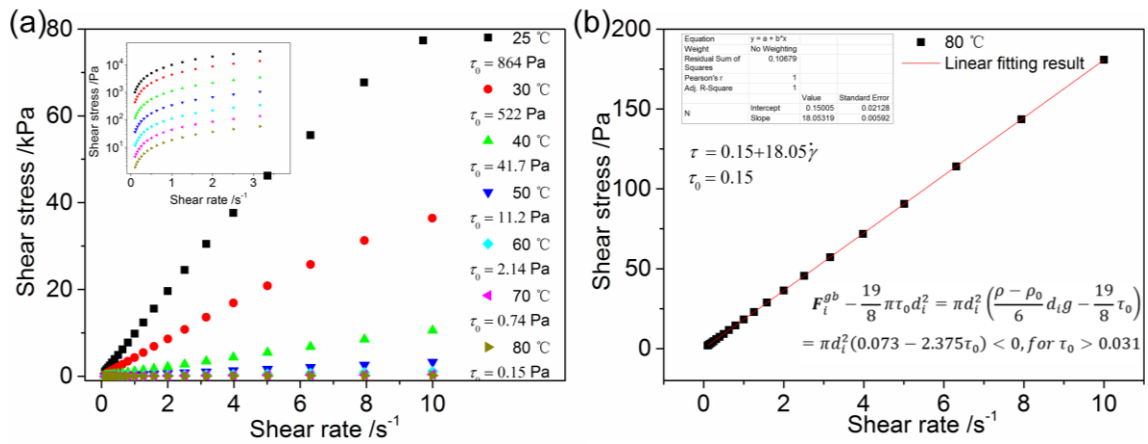 (a)
80
60
40
20
0
Shear stress /kPa
0 2 4 6 8 10
Shear rate /s⁻¹
10⁴
10³
10²
10¹
Shear stress /Pa
0 1 2 3
Shear rate /s⁻¹
25 ℃
τ₀ = 864 Pa
30 ℃
τ₀ = 522 Pa
40 ℃
τ₀ = 41.7 Pa
50 ℃
τ₀ = 11.2 Pa
60 ℃
τ₀ = 2.14 Pa
70 ℃
τ₀ = 0.74 Pa
80 ℃
τ₀ = 0.15 Pa
(b)
200
150
100
50
0
Shear stress /Pa
0 2 4 6 8 10
Shear rate /s⁻¹
Equation y = a + b*x
Weight No Weighting
Residual Sum of Squares 0.10679
Pearson's r 1
Adj. R-Square 1
Value Standard Error
N Intercept 0.15005 0.02128
Slope 18.05319 0.00592
80 ℃
Linear fitting result
τ = 0.15+18.05γ̇
τ₀ = 0.15
F_i^{gb} − 19/8 πτ₀d_i² = πd_i² ( (ρ − ρ₀)/6 d_i g − 19/8 τ₀ )
= πd_i²(0.073 − 2.375τ₀) < 0, for τ₀ > 0.031